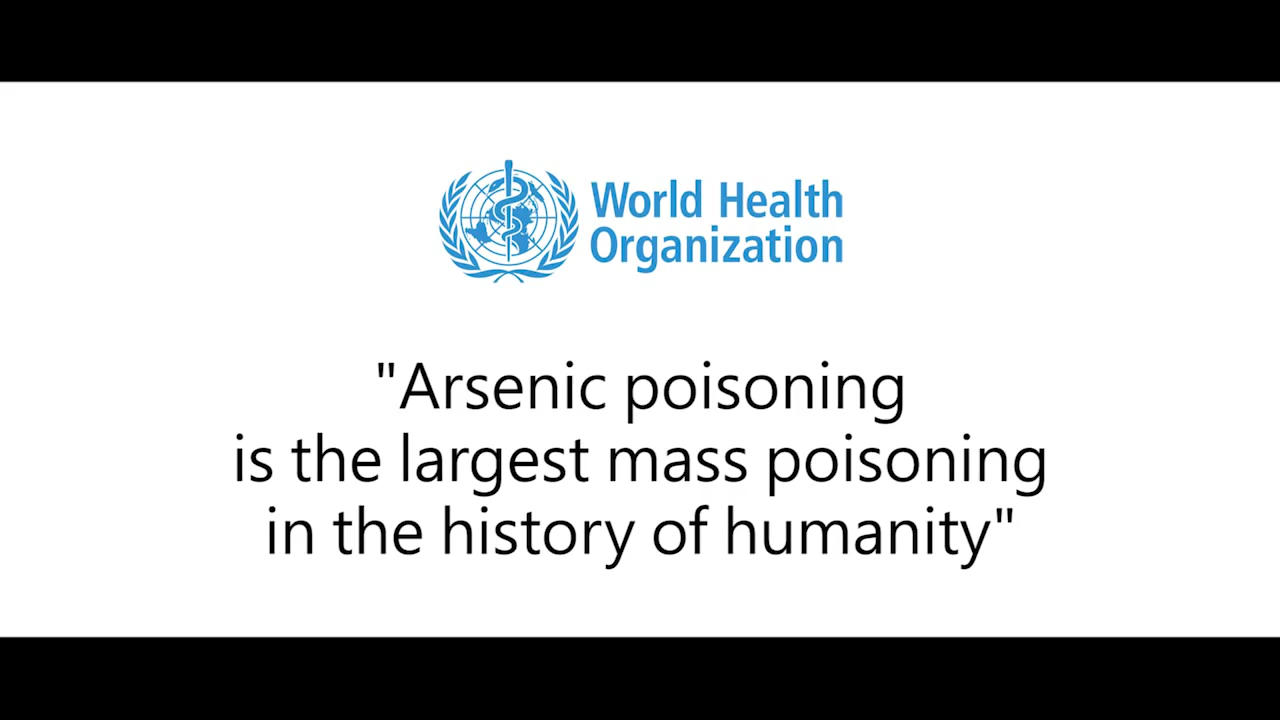 World Health
Organization
"Arsenic poisoning
is the largest mass poisoning
in the history of humanity"